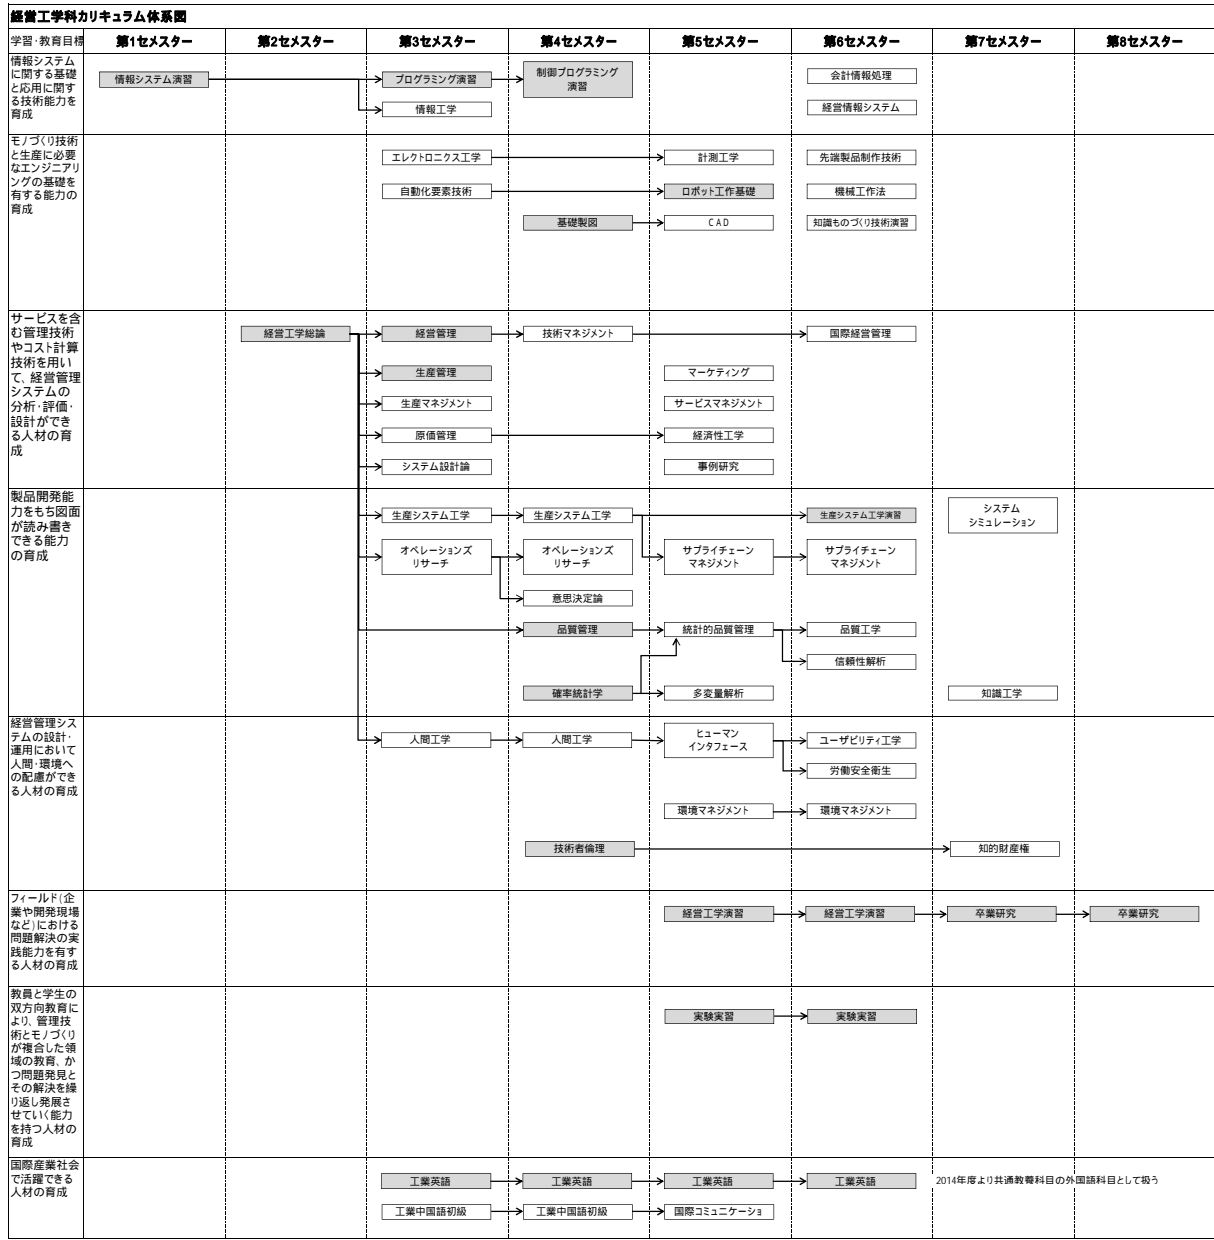 経営工学科カリキュラム体系図
学習・教育目標
第1セメスター
第2セメスター
第3セメスター
第4セメスター
第5セメスター
第6セメスター
第7セメスター
第8セメスター
情報システム
に関する基礎
と応用に関す
る技術能力を
育成
情報システム演習
プログラミング演習
制御プログラミング
演習
会計情報処理
情報工学
経営情報システム
モノづくり技術
と生産に必要
なエンジニアリ
ングの基礎を
有する能力の
育成
エレクトロニクス工学
計測工学
先端製品制作技術
自動化要素技術
ロボット工作基礎
機械工作法
基礎製図
CAD
知識ものづくり技術演習
サービスを含
む管理技術
やコスト計算
技術を用い
て、経営管理
システムの
分析・評価・
設計ができ
る人材の育
成
経営工学総論
経営管理
技術マネジメント
国際経営管理
生産管理
マーケティング
生産マネジメント
サービスマネジメント
原価管理
経済性工学
システム設計論
事例研究
製品開発能
力をもち図面
が読み書き
できる能力
の育成
生産システム工学
生産システム工学
生産システム工学演習
システム
シミュレーション
オペレーションズ
リサーチ
オペレーションズ
リサーチ
サプライチェーン
マネジメント
サプライチェーン
マネジメント
意思決定論
品質管理
統計的品質管理
品質工学
信頼性解析
確率統計学
多変量解析
知識工学
経営管理シス
テムの設計・
運用において
人間・環境へ
の配慮ができ
る人材の育成
人間工学
人間工学
ヒューマン
インタフェース
ユーザビリティ工学
労働安全衛生
環境マネジメント
環境マネジメント
技術者倫理
知的財産権
フィールド(企
業や開発現場
など)における
問題解決の実
践能力を有す
る人材の育成
経営工学演習
経営工学演習
卒業研究
卒業研究
教員と学生の
双方向教育に
より、管理技
術とモノづくり
が複合した領
域の教育、か
つ問題発見と
その解決を繰
り返し発展さ
せていく能力
を持つ人材の
育成
実験実習
実験実習
国際産業社会
で活躍できる
人材の育成
工業英語
工業英語
工業英語
工業英語
2014年度より共通教養科目の外国語科目として扱う
工業中国語初級
工業中国語初級
国際コミュニケーショ